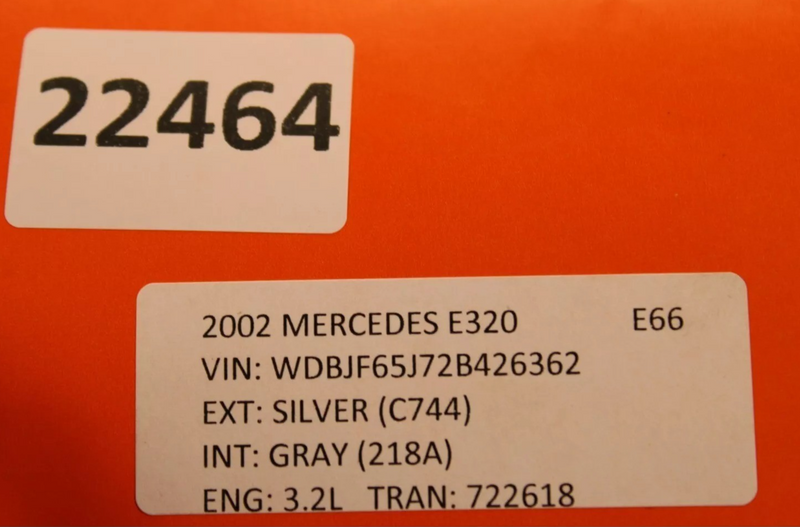 22464
2002 MERCEDES E320 E66
VIN: WDBJF65J72B426362
EXT: SILVER (C744)
INT: GRAY (218A)
ENG: 3.2L TRAN: 722618